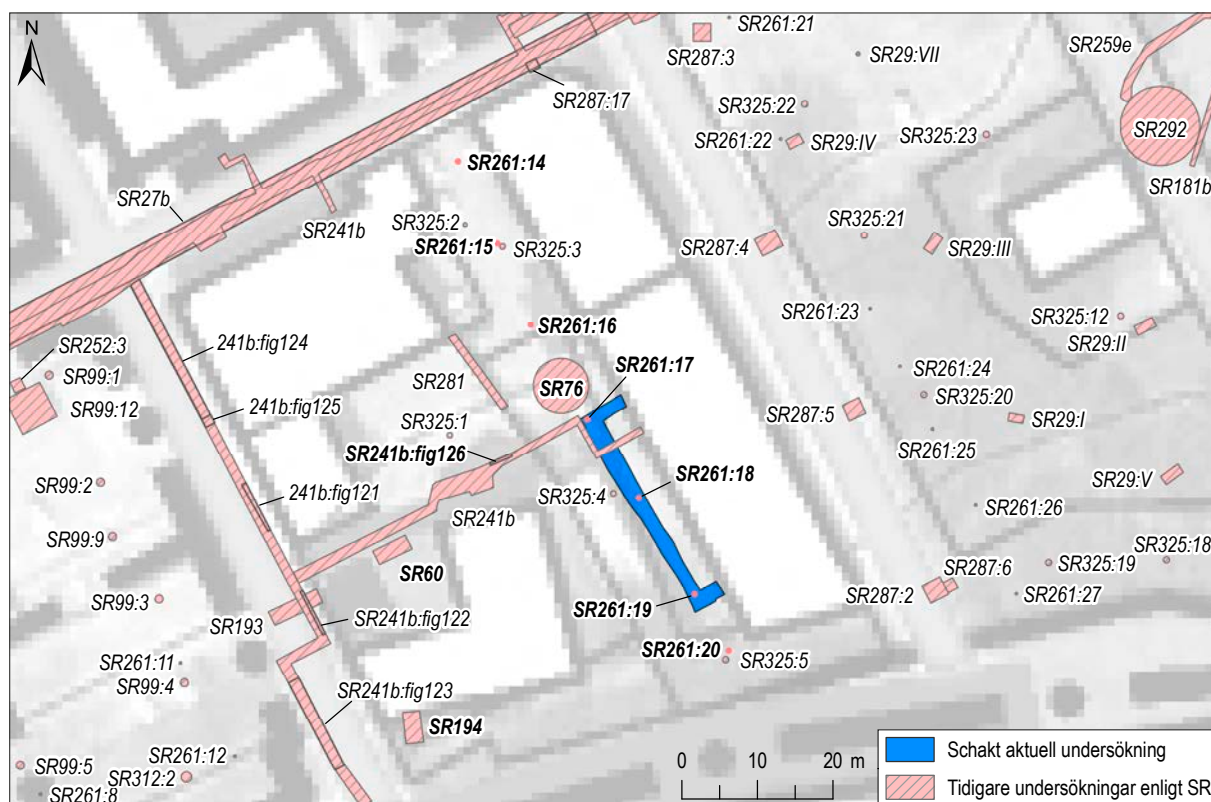 N
SR261:21
SR287:3
SR29:VII
SR259e
SR287:17
SR325:22
SR292
SR261:22
SR29:IV
SR325:23
SR261:14
SR181b
SR27b
SR241b
SR325:2
SR325:21
SR261:15
SR325:3
SR287:4
SR29:III
SR261:23
SR325:12
SR261:16
SR29:II
241b:fig124
SR252:3
SR261:17
SR261:24
SR99:1
SR281
SR76
SR325:20
SR99:12
241b:fig125
SR287:5
SR29:I
SR325:1
SR261:25
SR241b:fig126
SR261:18
SR29:V
SR99:2
241b:fig121
SR325:4
SR261:26
SR241b
SR99:9
SR325:18
SR60
SR325:19
SR287:6
SR99:3
SR261:19
SR287:2
SR261:27
SR193
SR241b:fig122
SR261:20
SR325:5
SR261:11
SR99:4
SR241b:fig123
SR194
SR261:12
0 10 20 m
Schakt aktuell undersökning
SR99:5
SR312:2
SR261:8
Tidigare undersökningar enligt SR